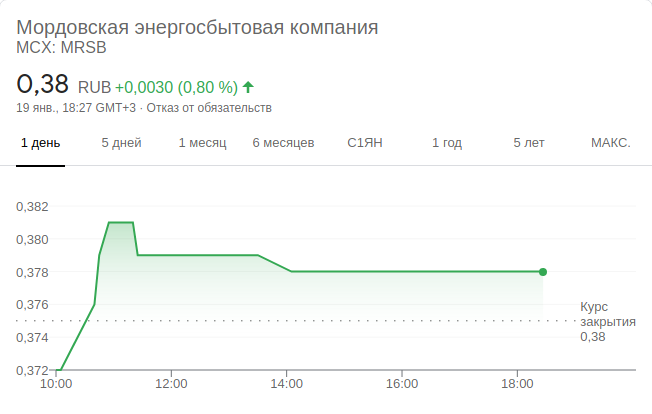 Мордовская энергосбытовая компания
MCX: MRSB
0,38 RUB +0,0030 (0,80 %)
19 янв., 18:27 GMT+3 · Отказ от обязательств
1 день 5 дней 1 месяц 6 месяцев С1ЯН 1 год 5 лет МАКС.
0,382
0,380
0,378
0,376
0,374
0,372
Курс
закрытия
0,38
10:00 12:00 14:00 16:00 18:00